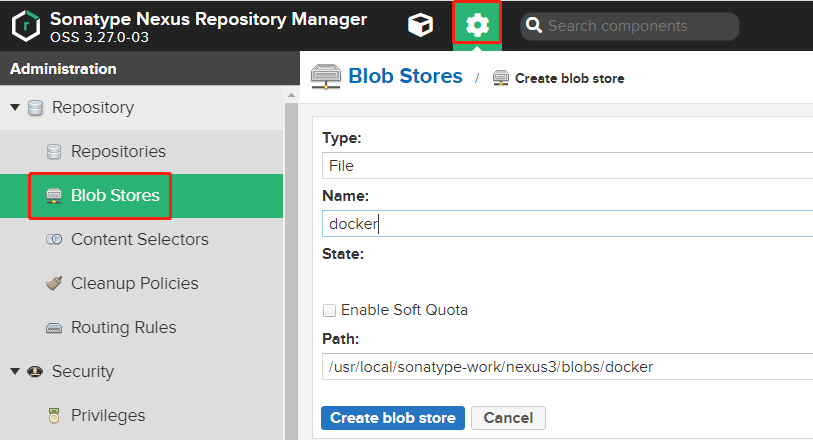 Sonatype Nexus Repository Manager
OSS 3.27.0-03
Search components
Administration
Repository
Repositories
Blob Stores
Content Selectors
Cleanup Policies
Routing Rules
Security
Privileges
Blob Stores / Create blob store
Type:
File
Name:
docker
State:
Enable Soft Quota
Path:
/usr/local/sonatype-work/nexus3/blobs/docker
Create blob store Cancel